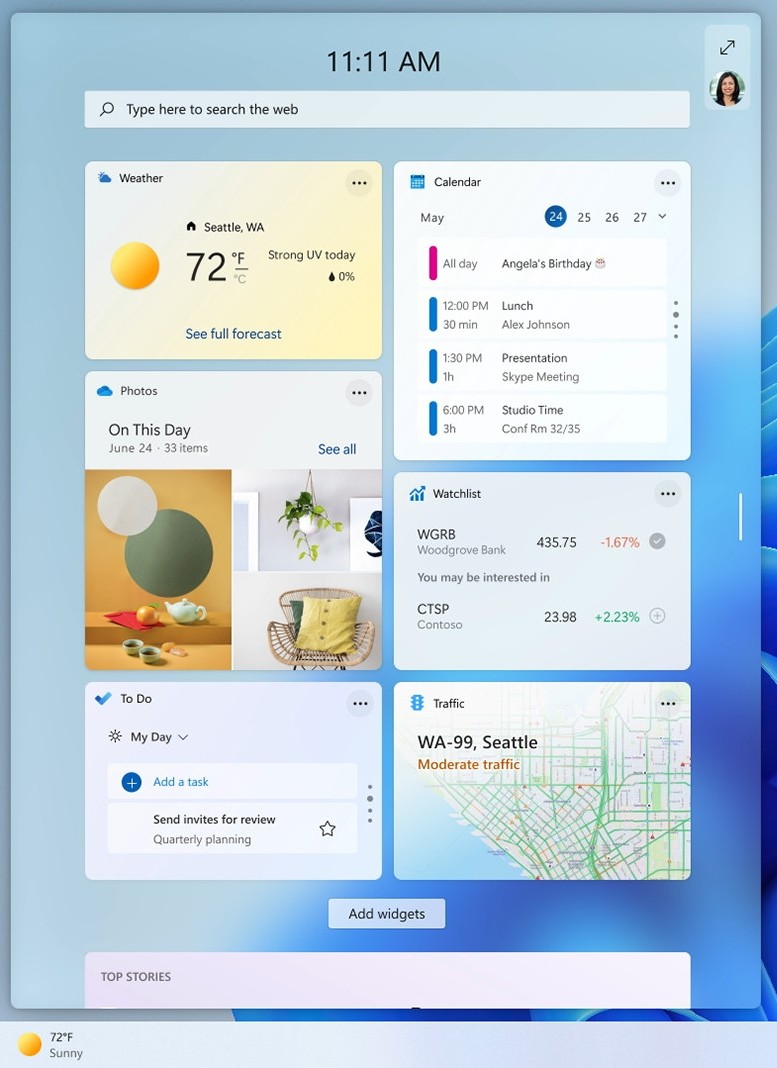 11:11 AM
Type here to search the web
Weather
Seattle, WA
72 °F
°C
Strong UV today
0%
See full forecast
Calendar
May 24 25 26 27
All day Angela's Birthday
12:00 PM Lunch
30 min Alex Johnson
1:30 PM Presentation
1h Skype Meeting
6:00 PM Studio Time
3h Conf Rm 32/35
Photos
On This Day
June 24 · 33 items
See all
Watchlist
WGRB 435.75 -1.67%
Woodgrove Bank
You may be interested in
CTSP 23.98 +2.23%
Contoso
To Do
My Day
Add a task
Send invites for review
Quarterly planning
Traffic
WA-99, Seattle
Moderate traffic
Add widgets
TOP STORIES
72°F
Sunny